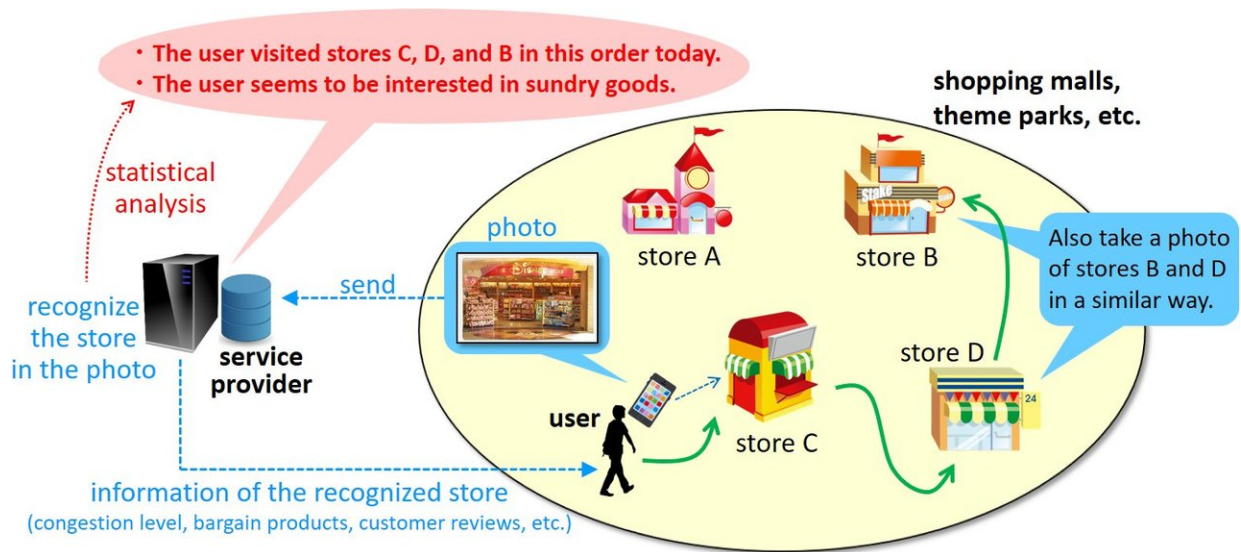 ・ The user visited stores C, D, and B in this order today.
・ The user seems to be interested in sundry goods.
shopping malls,
theme parks, etc.
statistical
analysis
photo
store A
Stake
store B
Also take a photo
of stores B and D
in a similar way.
send
recognize
the store
in the photo
service
provider
user
store C
store D
24
information of the recognized store
(congestion level, bargain products, customer reviews, etc.)